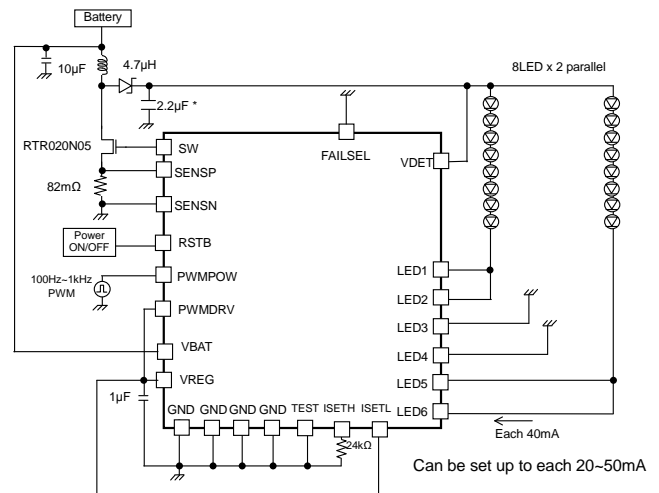 Battery
4.7μH
10μF
2.2μF *
8LED x 2 parallel
RTR020N05
SW
FAILSEL
VDET
SENSP
82mΩ
SENSN
Power
ON/OFF
RSTB
100Hz~1kHz
PWM
PWMPOW
LED1
LED2
PWMDRV
LED3
VBAT
LED4
VREG
LED5
1μF
GND GND GND GND TEST ISETH ISETL
LED6
Each 40mA
24kΩ
Can be set up to each 20~50mA